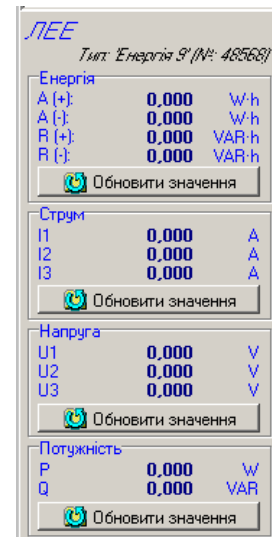 ЛЕЕ
Тип: 'Енергія 9' (№: 48568)
Енергія
A (+): 0,000 W·h
A (-): 0,000 W·h
R (+): 0,000 VAR·h
R (-): 0,000 VAR·h
Обновити значення
Струм
I1 0,000 A
I2 0,000 A
I3 0,000 A
Обновити значення
Напруга
U1 0,000 V
U2 0,000 V
U3 0,000 V
Обновити значення
Потужність
P 0,000 W
Q 0,000 VAR
Обновити значення